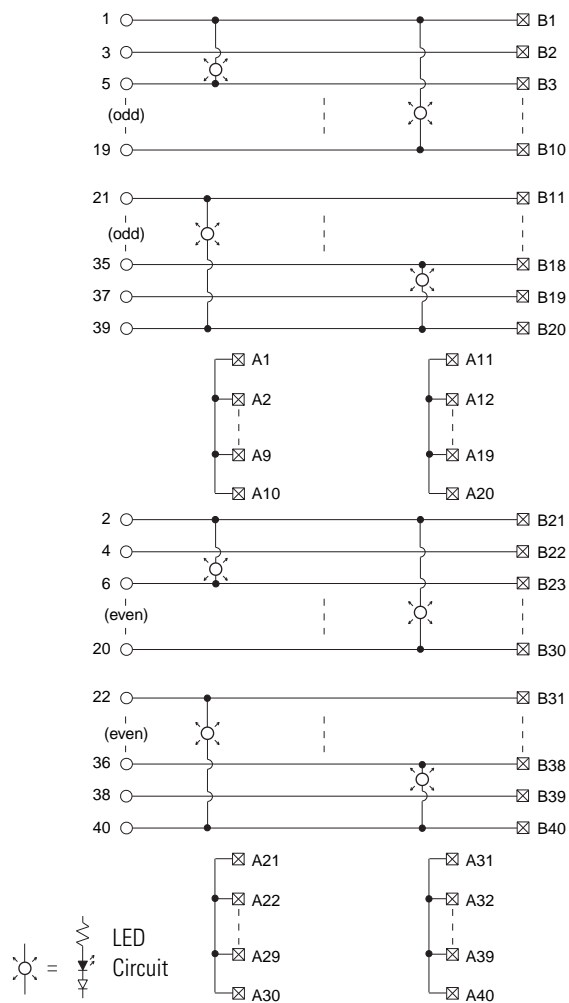 1 B1
3 B2
5 B3
(odd)
19 B10
21 B11
(odd)
35 B18
37 B19
39 B20
A1 A11
A2 A12
A9 A19
A10 A20
2 B21
4 B22
6 B23
(even)
20 B30
22 B31
(even)
36 B38
38 B39
40 B40
A21 A31
A22 A32
A29 A39
A30 A40
= LED
Circuit